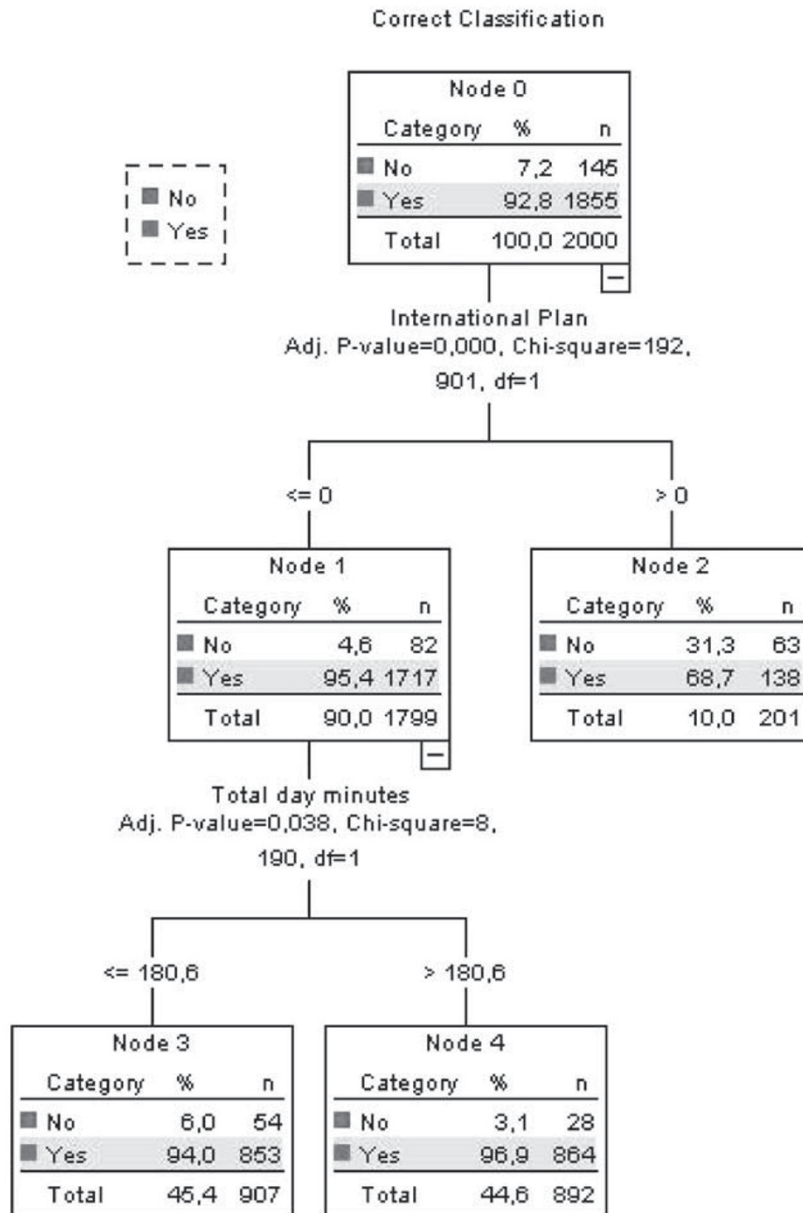 Correct Classification
Node 0
Category % n
No 7,2 145
Yes 92,8 1855
Total 100,0 2000
No
Yes
International Plan
Adj. P-value=0,000, Chi-square=192,
901, df=1
<= 0
> 0
Node 1
Category % n
No 4,6 82
Yes 95,4 1717
Total 90,0 1799
Node 2
Category % n
No 31,3 63
Yes 68,7 138
Total 10,0 201
Total day minutes
Adj. P-value=0,038, Chi-square=8,
190, df=1
<= 180,6
> 180,6
Node 3
Category % n
No 6,0 54
Yes 94,0 853
Total 45,4 907
Node 4
Category % n
No 3,1 28
Yes 96,9 864
Total 44,6 892